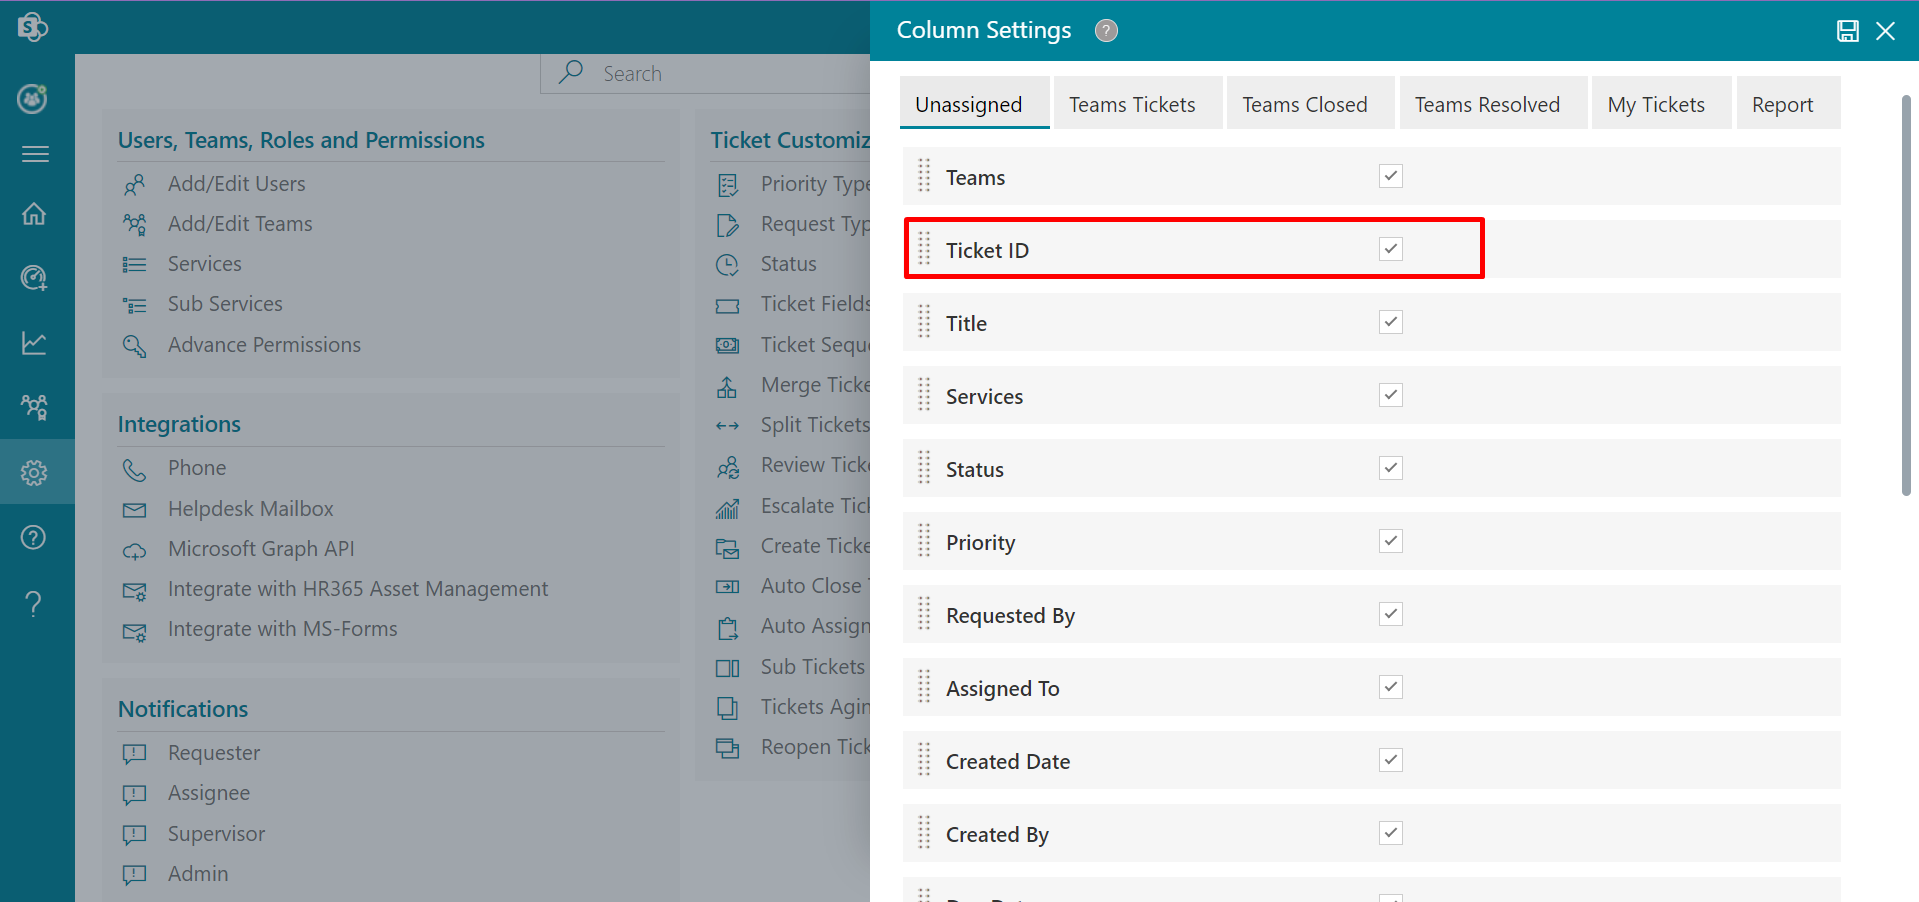 S
Column Settings ?
Search
Users, Teams, Roles and Permissions
Add/Edit Users
Add/Edit Teams
Services
Sub Services
Advance Permissions
Integrations
Phone
Helpdesk Mailbox
Microsoft Graph API
Integrate with HR365 Asset Management
Integrate with MS-Forms
Notifications
Requester
Assignee
Supervisor
Admin
Ticket Customiz
Priority Type
Request Typ
Status
Ticket Fields
Ticket Sequ
Merge Ticke
Split Tickets
Review Ticke
Escalate Tick
Create Ticke
Auto Close
Auto Assign
Sub Tickets
Tickets Agin
Reopen Tick
Unassigned
Teams Tickets
Teams Closed
Teams Resolved
My Tickets
Report
Teams
Ticket ID
Title
Services
Status
Priority
Requested By
Assigned To
Created Date
Created By